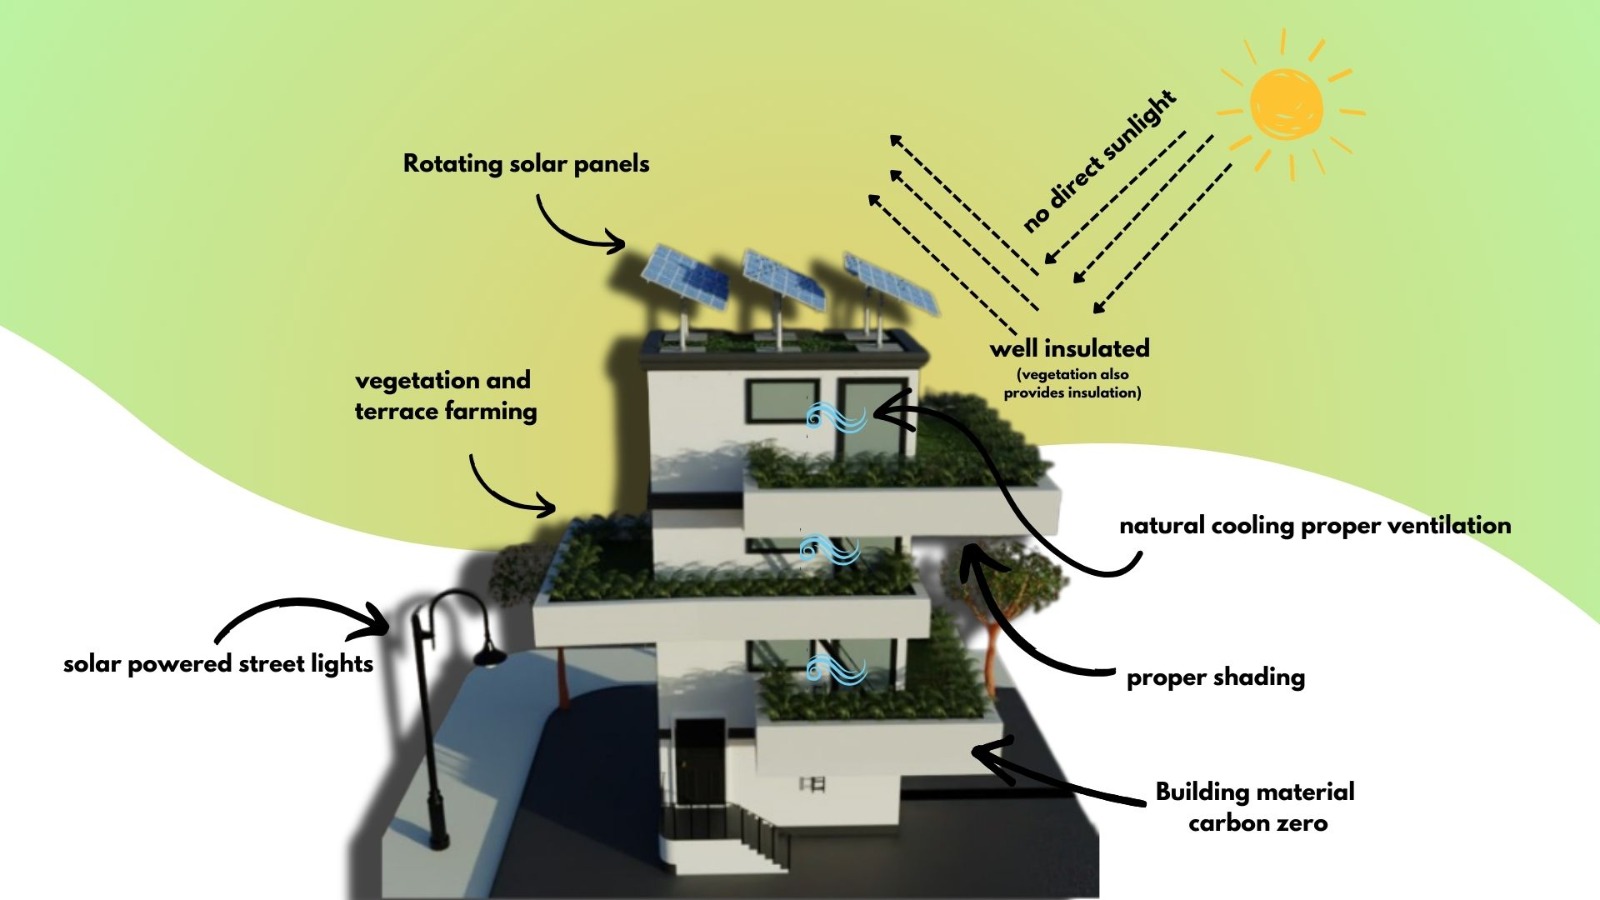 no direct sunlight
Rotating solar panels
well insulated
(vegetation also
provides insulation)
vegetation and
terrace farming
natural cooling proper ventilation
solar powered street lights
proper shading
Building material
carbon zero